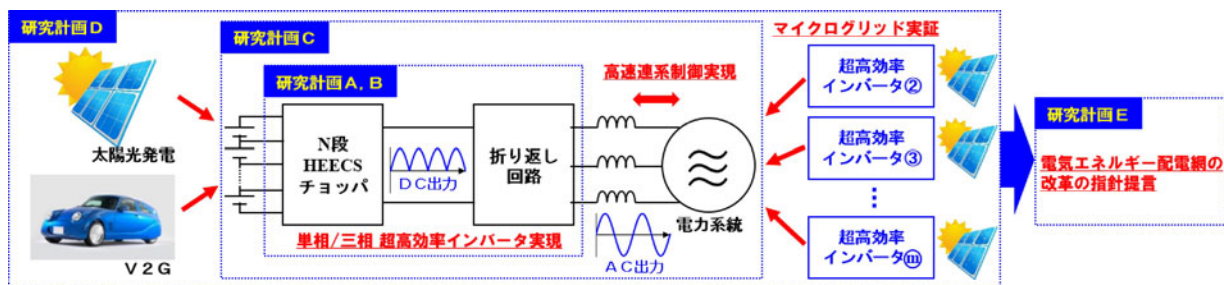 研究計画D
太陽光発電
V2G
研究計画C
研究計画A, B
N段
HEECS
チョッパ
DC出力
折り返し
回路
単相/三相 超高効率インバータ実現
高速連系制御実現
電力系統
AC出力
マイクログリッド実証
超高効率
インバータ②
超高効率
インバータ③
⋮
超高効率
インバータⓜ
研究計画E
電気エネルギー配電網の
改革の指針提言